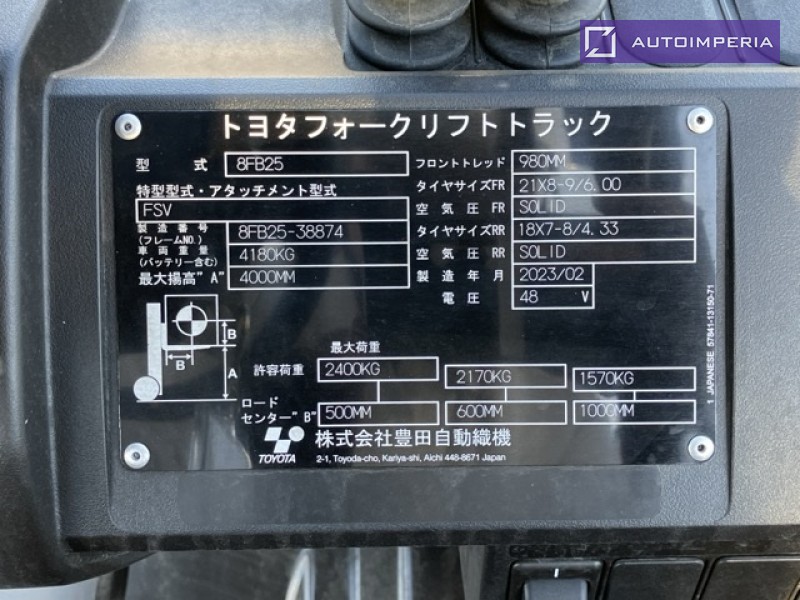 AUTOIMPERIA
トヨタフォークリフトトラック
型 式 8FB25
特型型式・アタッチメント型式
FSV
製造番号
(フレームNO.) 8FB25-38874
車両重量
(バッテリー含む) 4180KG
最大揚高"A" 4000MM
フロントトレッド 980MM
タイヤサイズFR 21X8-9/6.00
空気圧 FR SOLID
タイヤサイズRR 18X7-8/4.33
空気圧 RR SOLID
製造年月 2023/02
電圧 48 V
B
B
A
最大荷重
許容荷重 2400KG 2170KG 1570KG
ロード
センター"B" 500MM 600MM 1000MM
TOYOTA 株式会社豊田自動織機
2-1, Toyoda-cho, Kariya-shi, Aichi 448-8671 Japan
1 JAPANESE 57841-13150-71